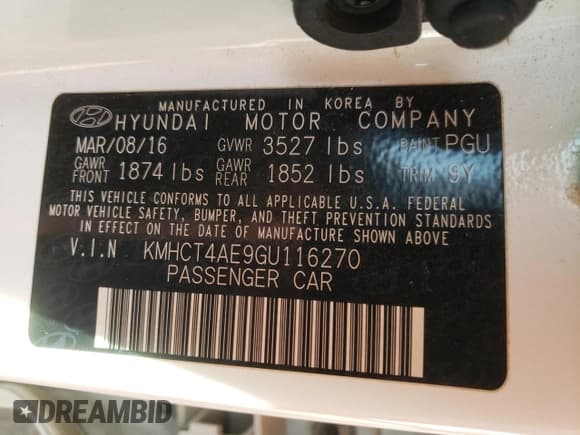 MANUFACTURED IN KOREA BY
HYUNDAI MOTOR COMPANY
MAR/08/16 GVWR 3527 lbs PAINT PGU
GAWR FRONT 1874 lbs GAWR REAR 1852 lbs TRIM 9Y
THIS VEHICLE CONFORMS TO ALL APPLICABLE U.S.A. FEDERAL
MOTOR VEHICLE SAFETY, BUMPER, AND THEFT PREVENTION STANDARDS
IN EFFECT ON THE DATE OF MANUFACTURE SHOWN ABOVE
V.I.N KMHCT4AE9GU116270
PASSENGER CAR
DREAMBID